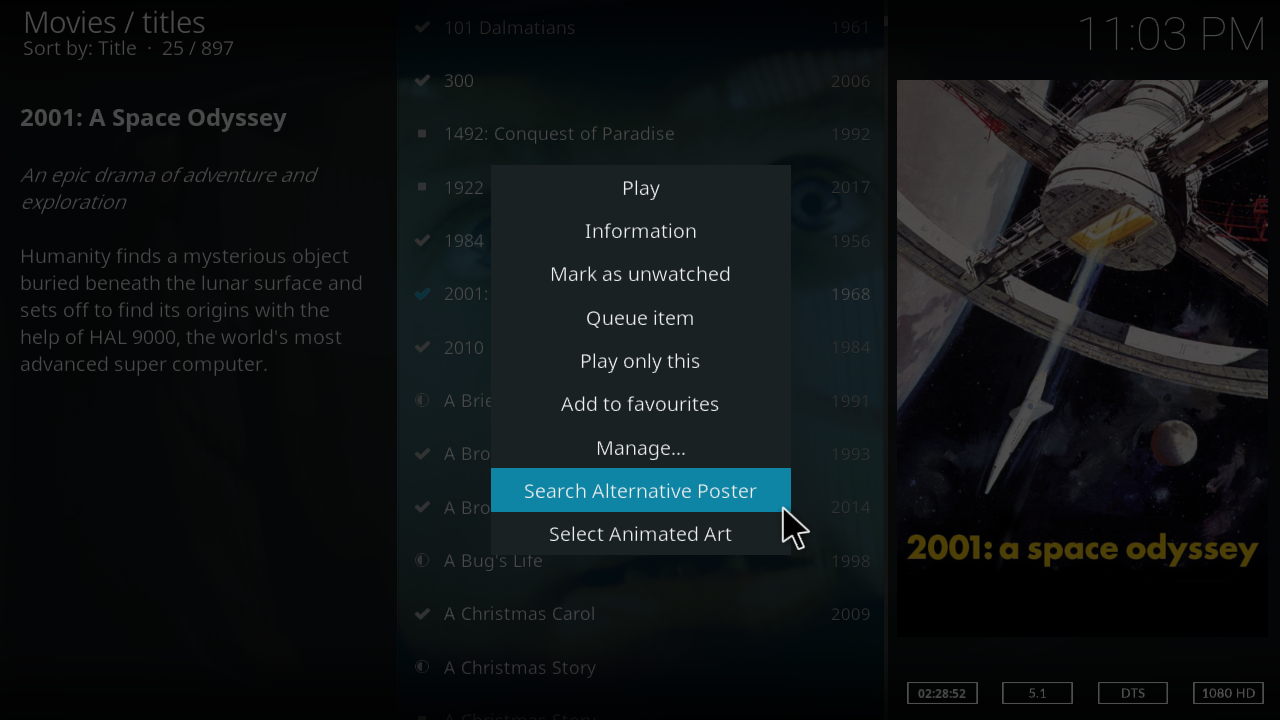 Movies / titles
Sort by: Title · 25 / 897
11:03 PM
2001: A Space Odyssey
An epic drama of adventure and
exploration
Humanity finds a mysterious object
buried beneath the lunar surface and
sets off to find its origins with the
help of HAL 9000, the world's most
advanced super computer.
101 Dalmatians 1961
300 2006
1492: Conquest of Paradise 1992
1922 2017
1984 1956
2001: 1968
2010 1984
A Brie 1991
A Bro 1993
A Bro 2014
A Bug's Life 1998
A Christmas Carol 2009
A Christmas Story
A Christmas Story
Play
Information
Mark as unwatched
Queue item
Play only this
Add to favourites
Manage...
Search Alternative Poster
Select Animated Art
2001: a space odyssey
02:28:52 5.1 DTS 1080 HD